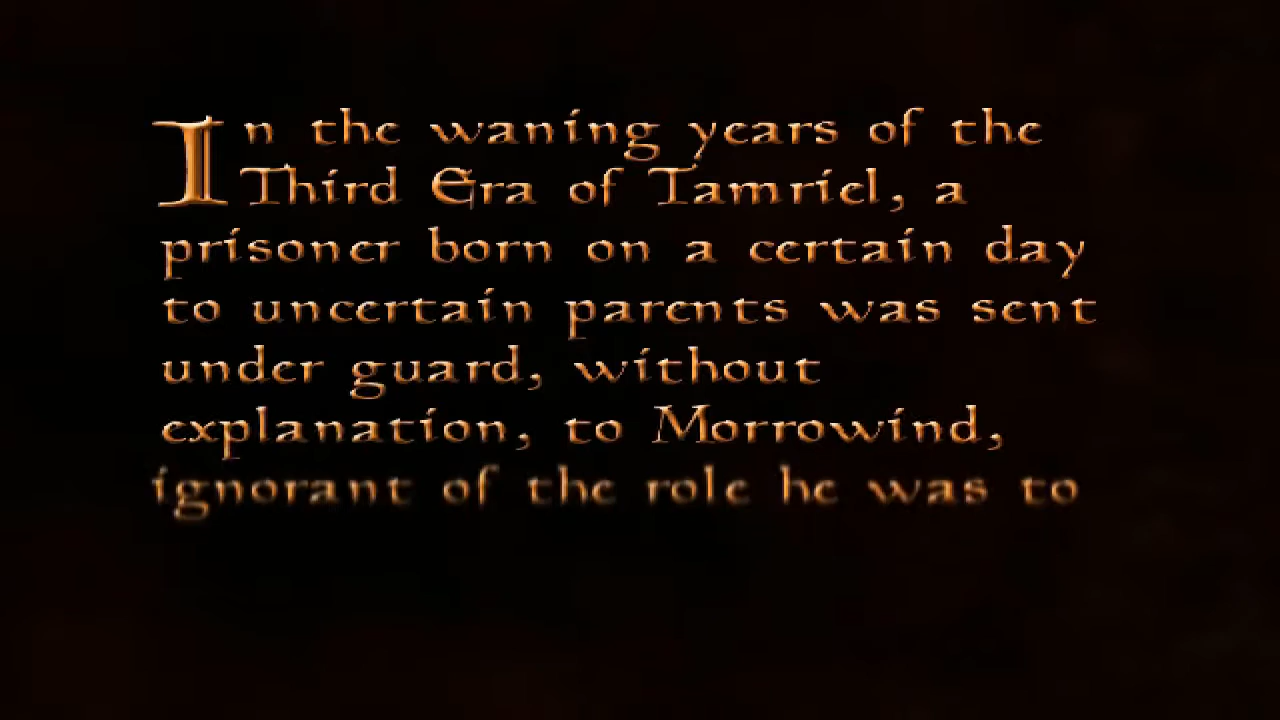 In the waning years of the
Third Era of Tamriel, a
prisoner born on a certain day
to uncertain parents was sent
under guard, without
explanation, to Morrowind,
ignorant of the role he was to